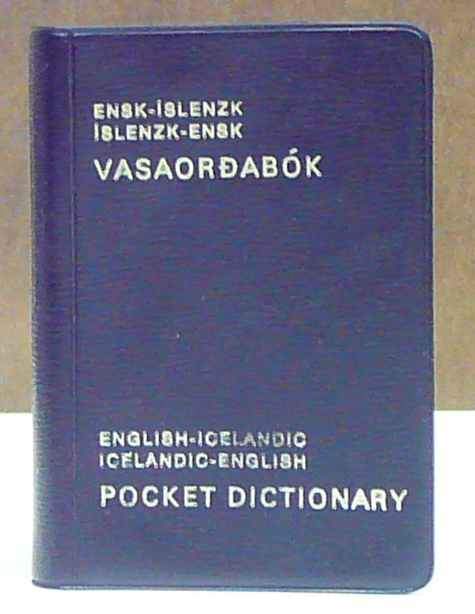 ENSK-ÍSLENZK
ÍSLENZK-ENSK
VASAORÐABÓK
ENGLISH-ICELANDIC
ICELANDIC-ENGLISH
POCKET DICTIONARY